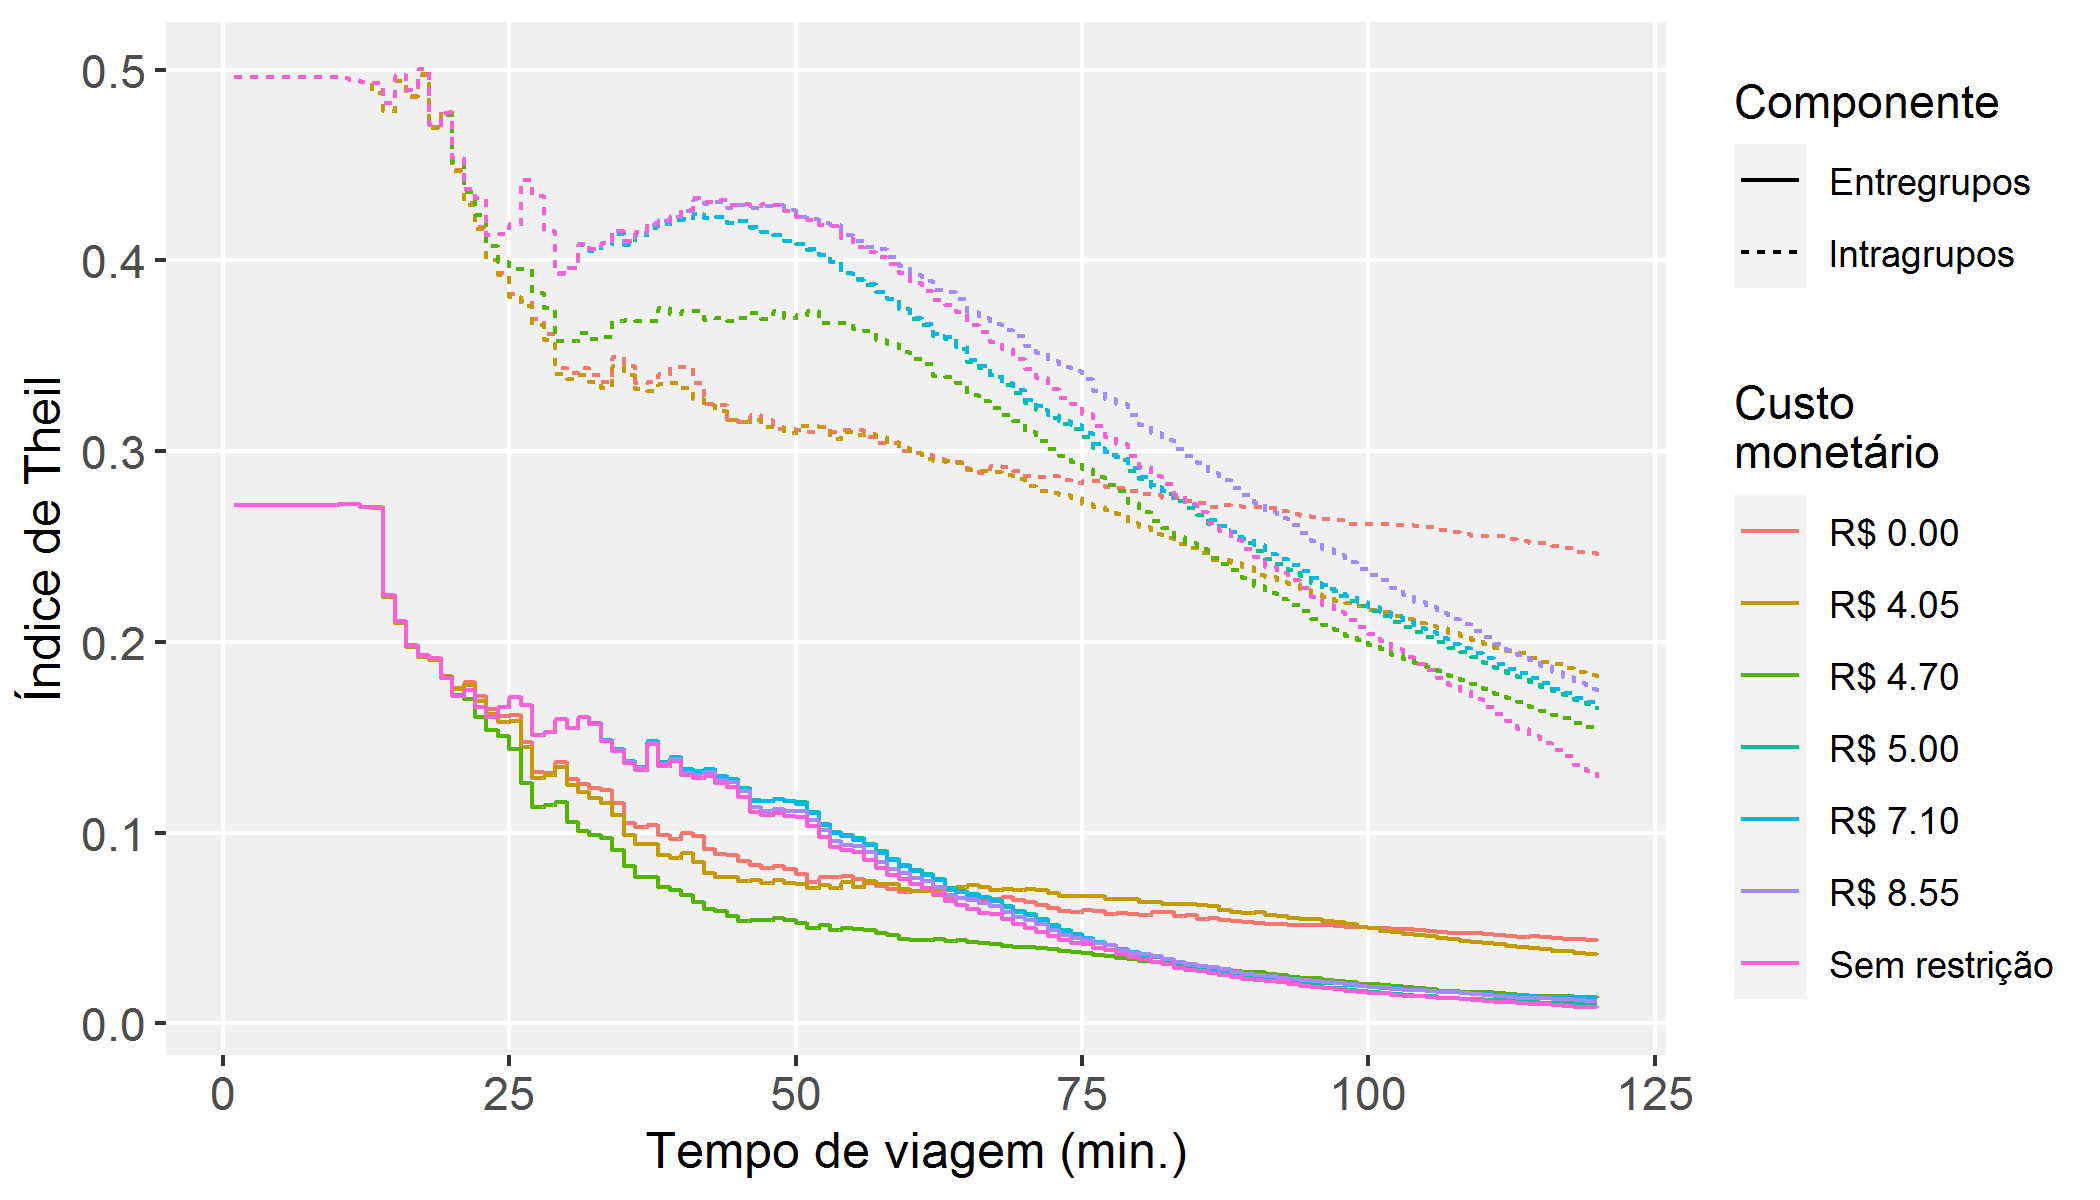 Índice de Theil
0.5
0.4
0.3
0.2
0.1
0.0
0
25
50
75
100
125
Tempo de viagem (min.)
Componente
Entregrupos
Intragrupos
Custo
monetário
R$ 0.00
R$ 4.05
R$ 4.70
R$ 5.00
R$ 7.10
R$ 8.55
Sem restrição